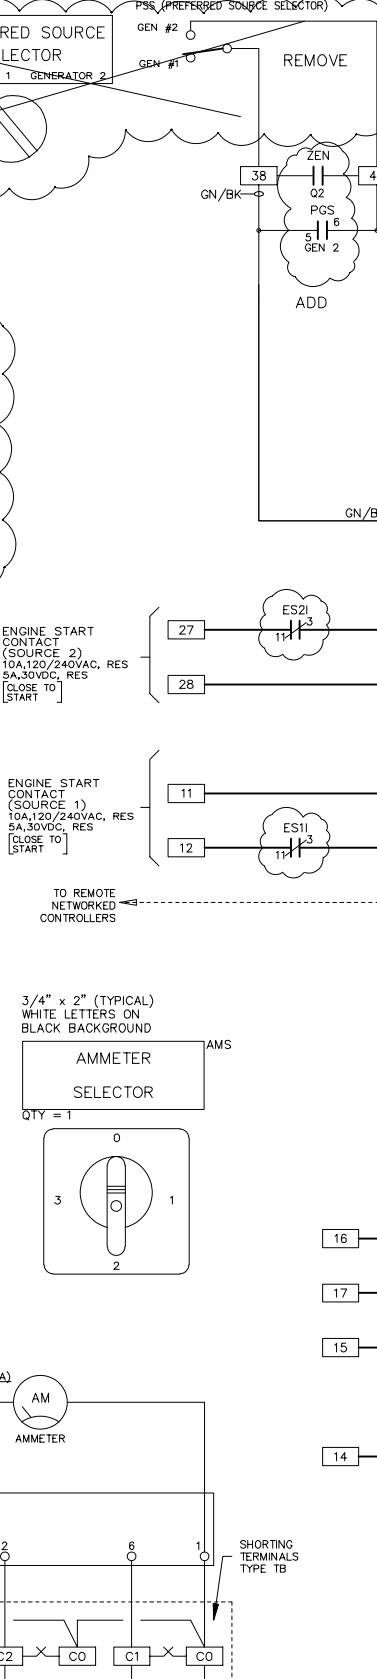 PSS (PREFERRED SOURCE SELECTOR)
GEN #2
RED SOURCE
LECTOR
1 GENERATOR 2
GEN #1
REMOVE
ZEN
38
4
Q2
GN/BK
PGS
6
5
GEN 2
ADD
GN/B
ES2I
3
11
27
ENGINE START
CONTACT
(SOURCE 2)
10A,120/240VAC, RES
5A,30VDC, RES
[CLOSE TO
START]
28
ENGINE START
CONTACT
(SOURCE 1)
10A,120/240VAC, RES
5A,30VDC, RES
[CLOSE TO
START]
11
ES1I
3
11
12
TO REMOTE
NETWORKED
CONTROLLERS
3/4" x 2" (TYPICAL)
WHITE LETTERS ON
BLACK BACKGROUND
AMS
AMMETER
SELECTOR
QTY = 1
0
3
1
2
16
17
15
A)
AM
AMMETER
14
2
6
1
SHORTING
TERMINALS
TYPE TB
C2
C0
C1
C0